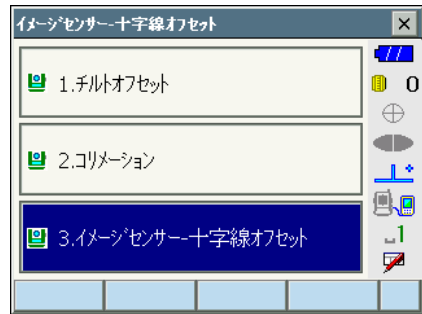 イメージセンサー-十字線オフセット
1.チルトオフセット
0
2.コリメーション
3.イメージセンサー-十字線オフセット
1